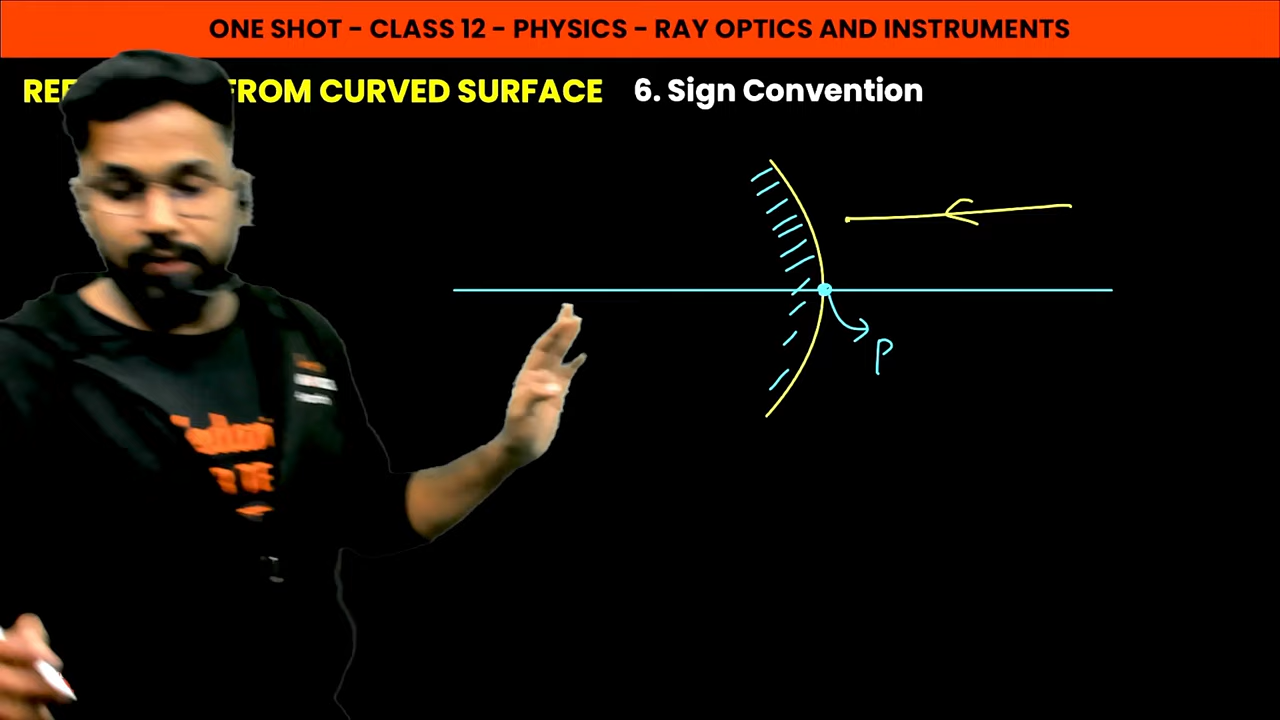 ONE SHOT - CLASS 12 - PHYSICS - RAY OPTICS AND INSTRUMENTS
FROM CURVED SURFACE 6. Sign Convention
P